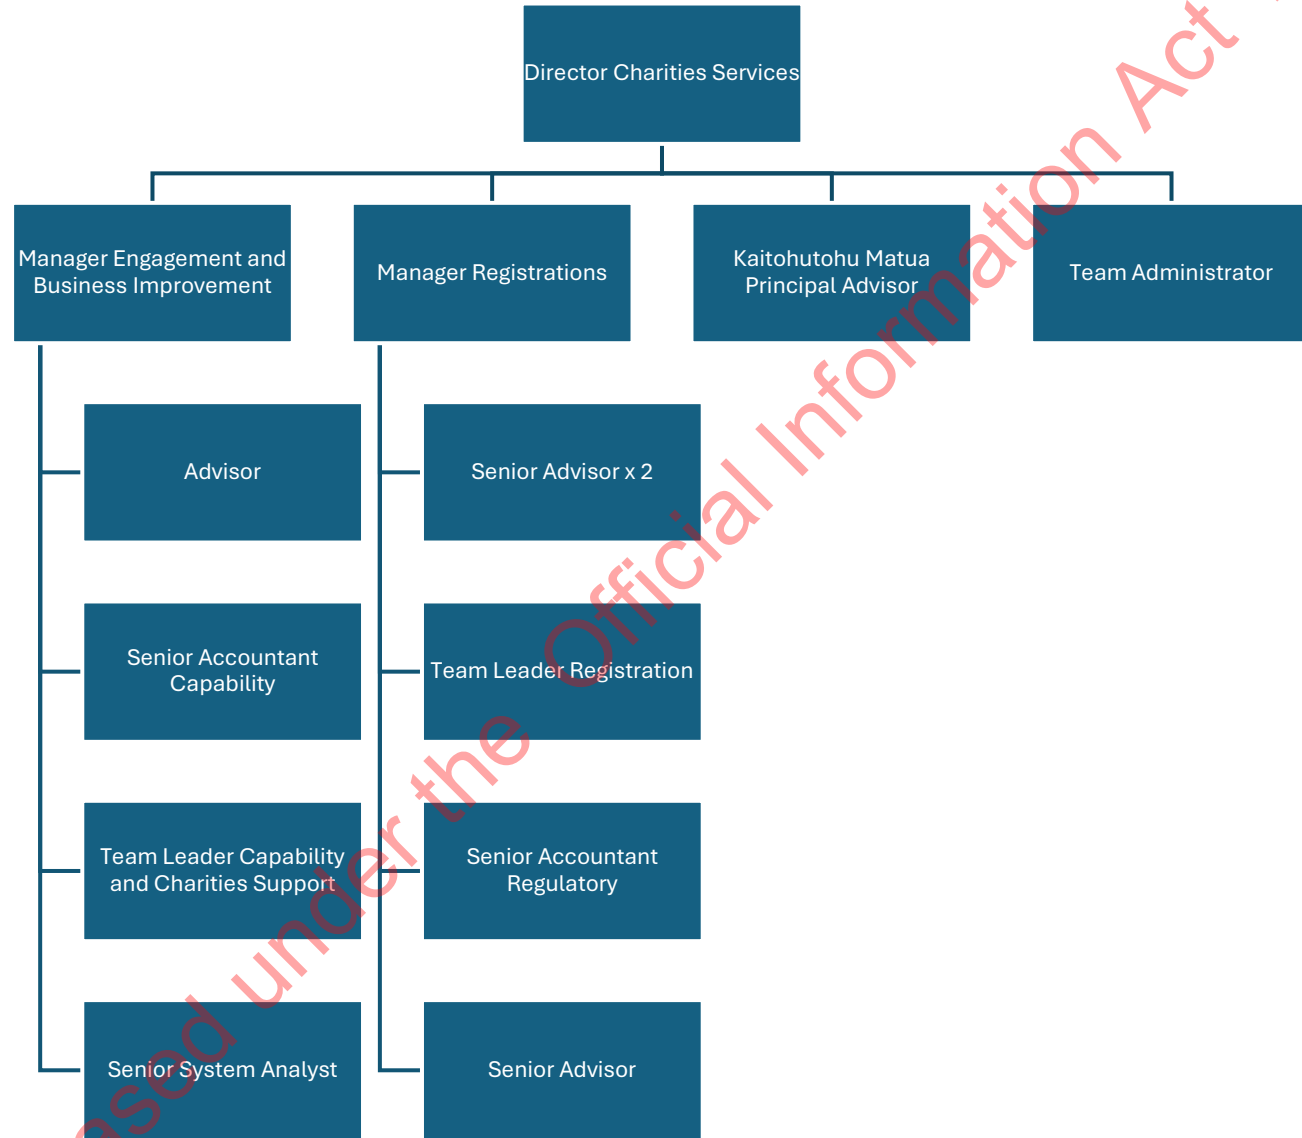 Director Charities Services
Manager Engagement and
Business Improvement
Manager Registrations
Kaitohutohu Matua
Principal Advisor
Team Administrator
Advisor
Senior Advisor x 2
Senior Accountant
Capability
Team Leader Registration
Team Leader Capability
and Charities Support
Senior Accountant
Regulatory
Senior System Analyst
Senior Advisor
under the Official Information Act